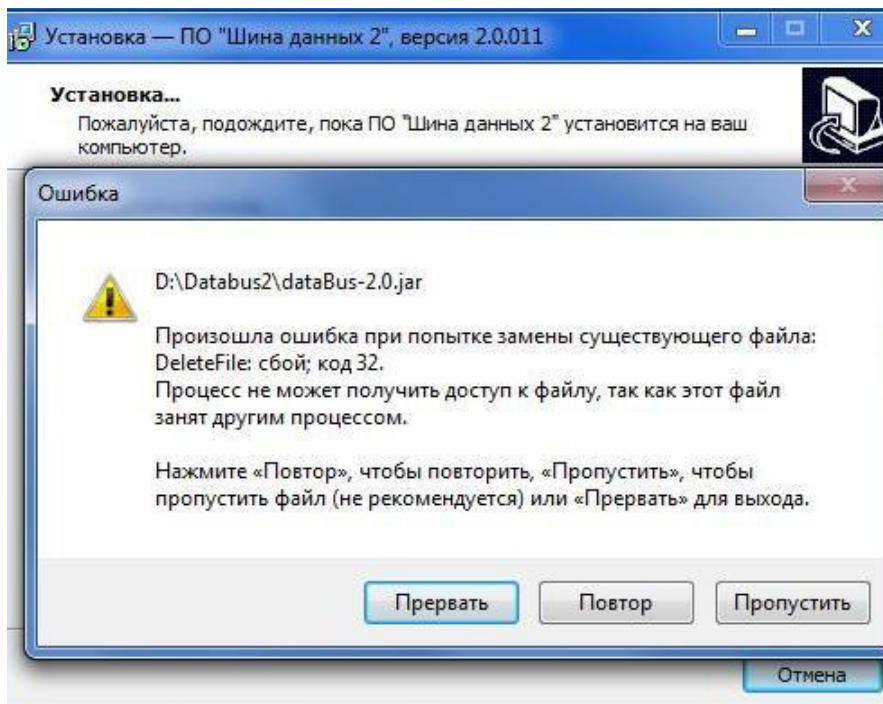 Установка — ПО "Шина данных 2", версия 2.0.011
Установка...
Пожалуйста, подождите, пока ПО "Шина данных 2" установится на ваш
компьютер.
Ошибка
D:\Databus2\dataBus-2.0.jar
Произошла ошибка при попытке замены существующего файла:
DeleteFile: сбой; код 32.
Процесс не может получить доступ к файлу, так как этот файл
занят другим процессом.
Нажмите «Повтор», чтобы повторить, «Пропустить», чтобы
пропустить файл (не рекомендуется) или «Прервать» для выхода.
Прервать Повтор Пропустить
Отмена